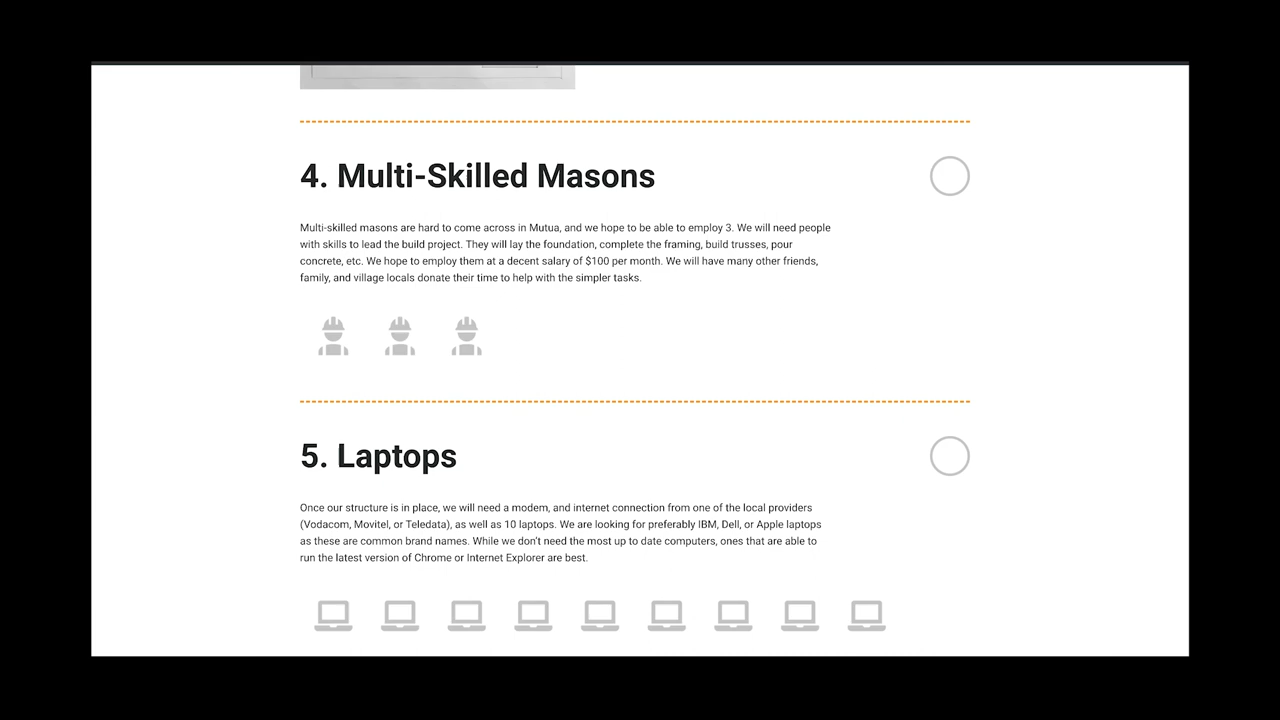 4. Multi-Skilled Masons
Multi-skilled masons are hard to come across in Mutua, and we hope to be able to employ 3. We will need people
with skills to lead the build project. They will lay the foundation, complete the framing, build trusses, pour
concrete, etc. We hope to employ them at a decent salary of $100 per month. We will have many other friends,
family, and village locals donate their time to help with the simpler tasks.
5. Laptops
Once our structure is in place, we will need a modem, and internet connection from one of the local providers
(Vodacom, Movitel, or Teledata), as well as 10 laptops. We are looking for preferably IBM, Dell, or Apple laptops
as these are common brand names. While we don't need the most up to date computers, ones that are able to
run the latest version of Chrome or Internet Explorer are best.